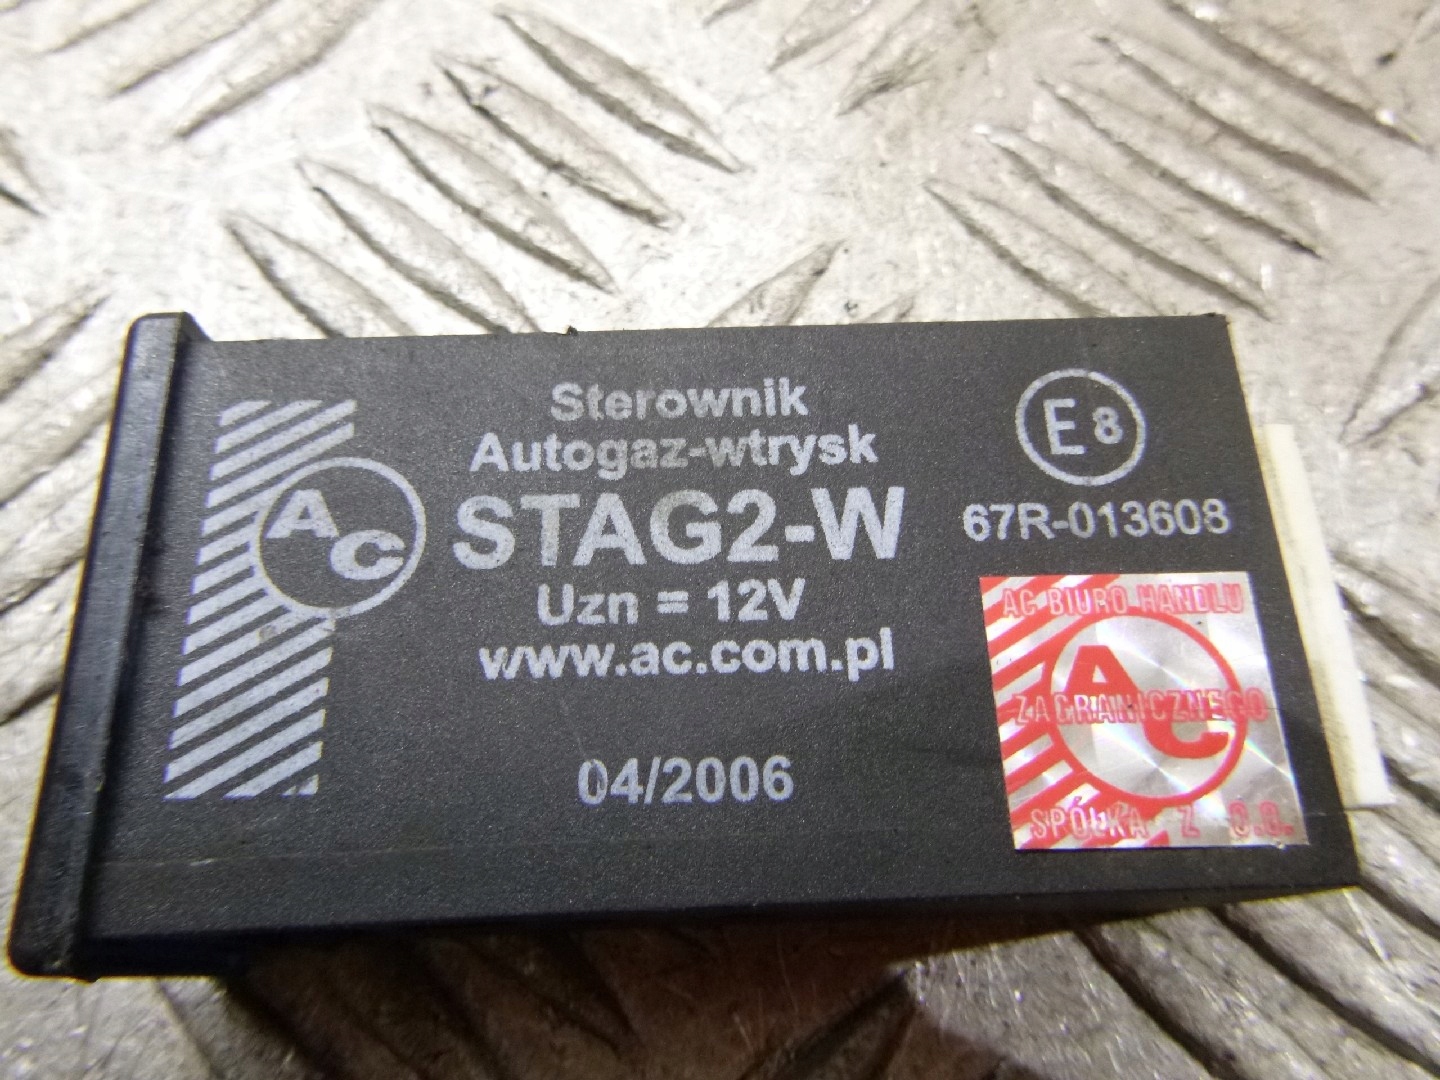 Sterownik
Autogaz-wtrysk
STAG2-W
Uzn = 12V
www.ac.com.pl
04/2006
AC
E8
67R-013608
AC BIURO HANDLU
AC
ZAGRANICZNEGO
SPÓŁKA Z O.O.